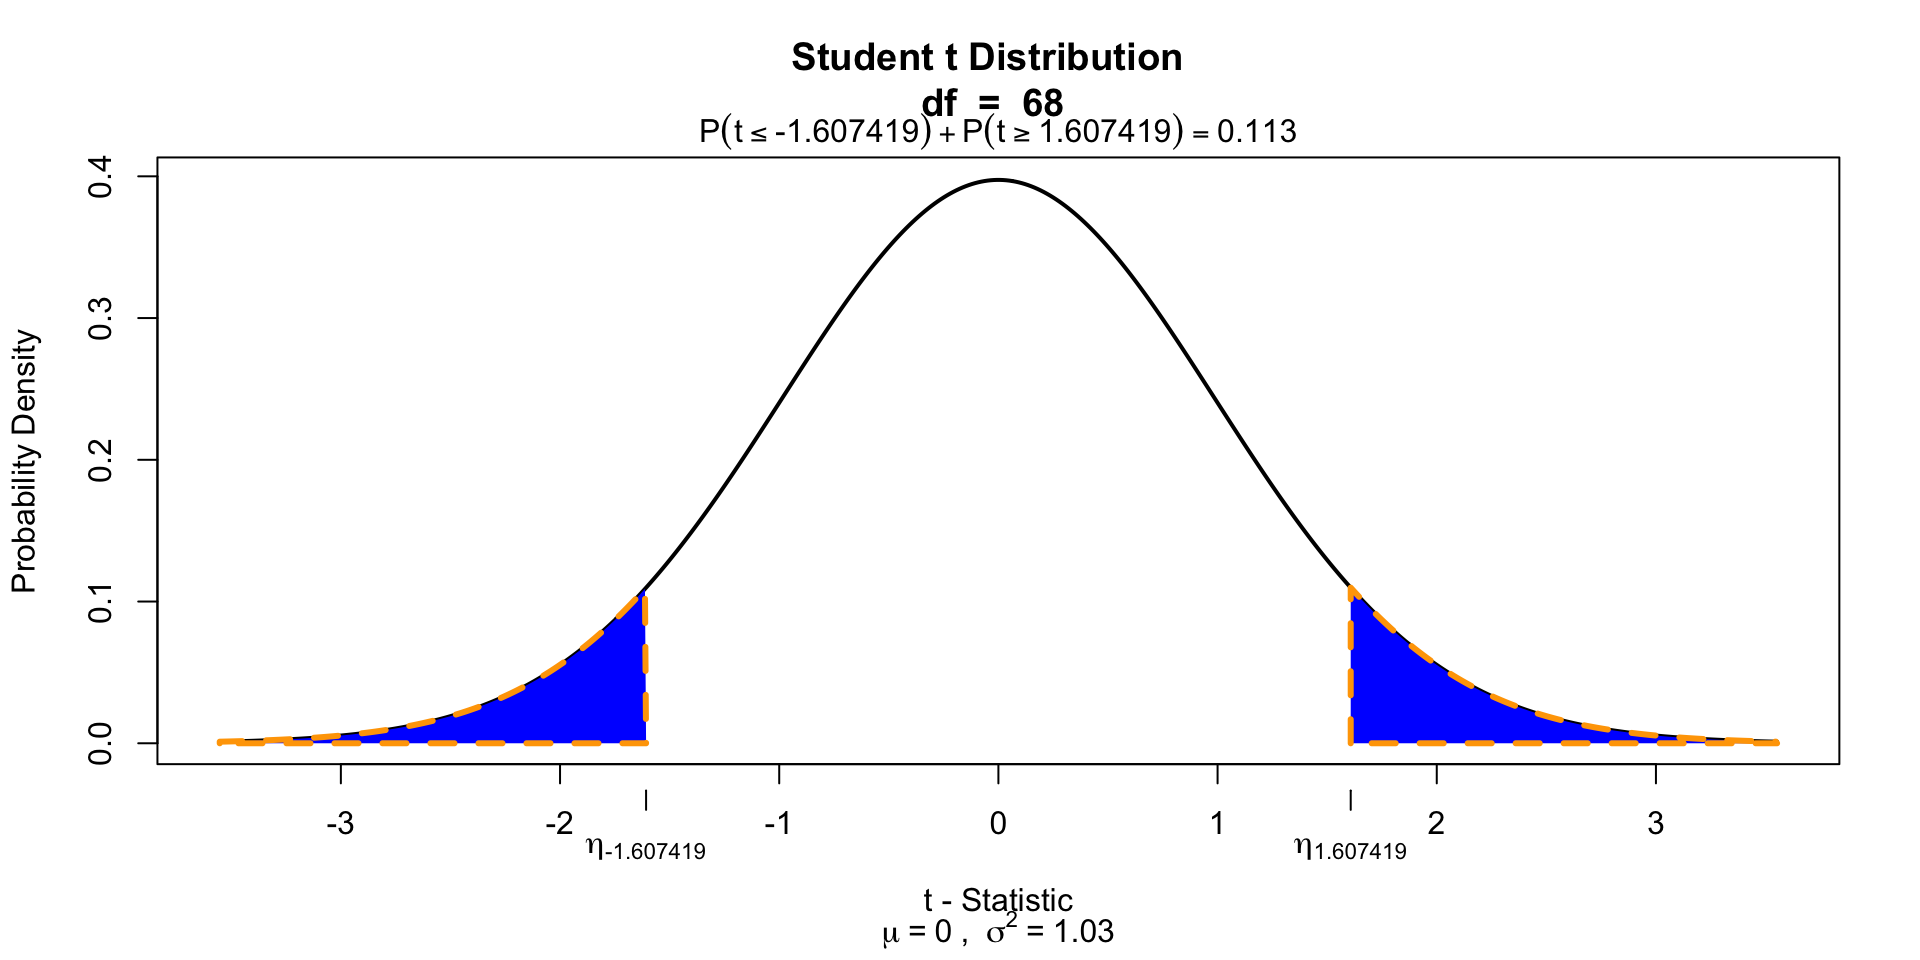 Student t Distribution
df = 68
P(t ≤ -1.607419) + P(t ≥ 1.607419) = 0.113
Probability Density
0.4
0.3
0.2
0.1
0.0
-3 -2 -1 0 1 2 3
η-1.607419 η1.607419
t - Statistic
μ = 0 , σ² = 1.03